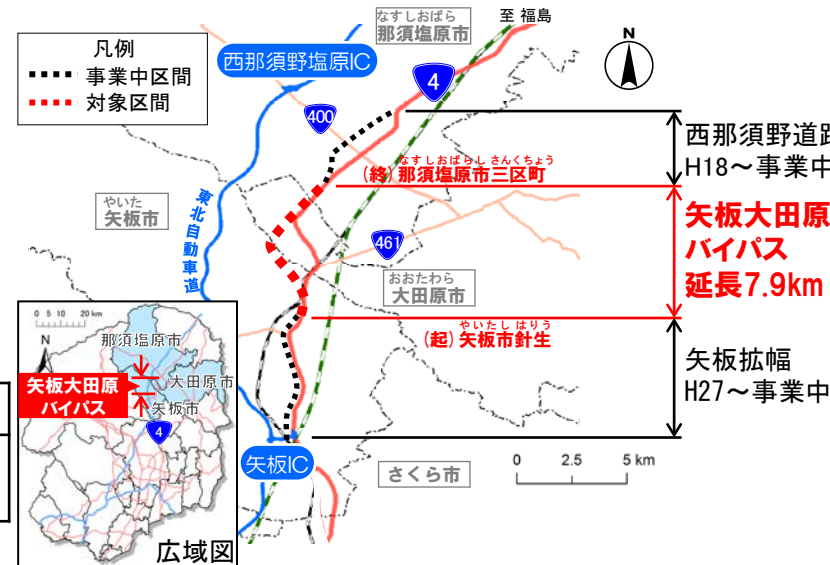 なすしおばら
那須塩原市
至 福島
凡例
事業中区間
対象区間
西那須野塩原IC
4
N
400
西那須野道路
H18～事業中
なすしおばらし さんくちょう
(終) 那須塩原市三区町
やいた
矢板市
東北自動車道
矢板大田原
バイパス
延長7.9km
461
おおたわら
大田原市
やいたし はりう
(起) 矢板市針生
矢板拡幅
H27～事業中
矢板IC
さくら市
0 2.5 5 km
0 5 10 20 km
N
那須塩原市
矢板大田原
バイパス
大田原市
矢板市
4
広域図